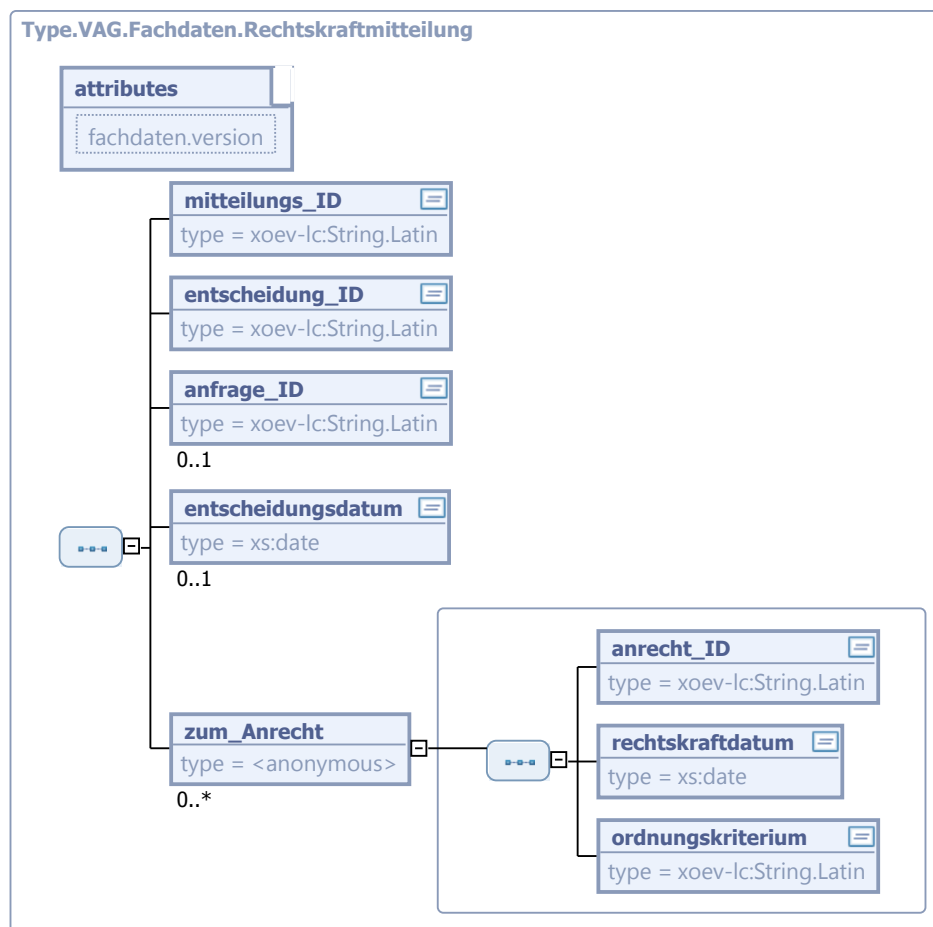 Type.VAG.Fachdaten.Rechtskraftmitteilung
attributes
fachdaten.version
mitteilungs_ID
type = xoev-lc:String.Latin
entscheidung_ID
type = xoev-lc:String.Latin
anfrage_ID
type = xoev-lc:String.Latin
0..1
entscheidungsdatum
type = xs:date
0..1
zum_Anrecht
type = <anonymous>
0..*
anrecht_ID
type = xoev-lc:String.Latin
rechtskraftdatum
type = xs:date
ordnungskriterium
type = xoev-lc:String.Latin